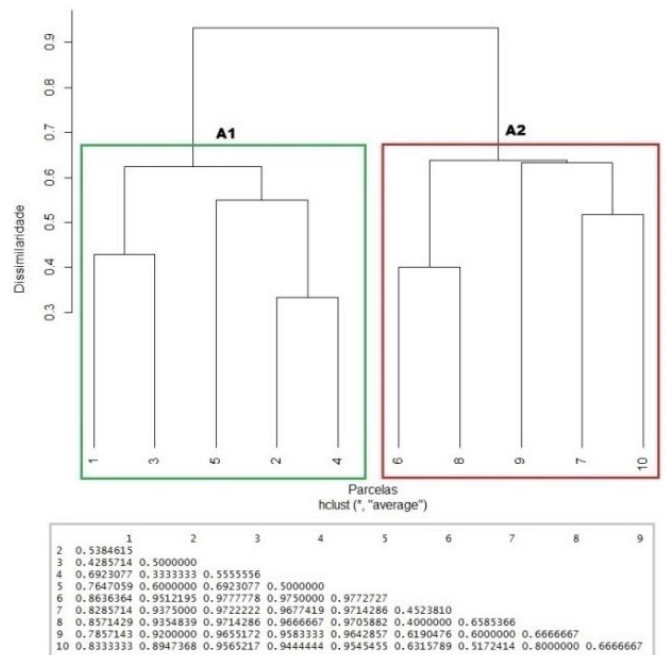 Dissimilaridade
0.9
0.8
0.7
0.6
0.5
0.4
0.3
A1
A2
1 3 5 2 4 6 8 9 7 10
Parcelas
hclust (*, "average")
1 2 3 4 5 6 7 8 9
2 0.5384615
3 0.4285714 0.5000000
4 0.6923077 0.3333333 0.5555556
5 0.7647059 0.6000000 0.6923077 0.5000000
6 0.8636364 0.9512195 0.9777778 0.9750000 0.9772727
7 0.8285714 0.9375000 0.9722222 0.9677419 0.9714286 0.4523810
8 0.8571429 0.9354839 0.9714286 0.9666667 0.9705882 0.4000000 0.6585366
9 0.7857143 0.9200000 0.9655172 0.9583333 0.9642857 0.6190476 0.6000000 0.6666667
10 0.8333333 0.8947368 0.9565217 0.9444444 0.9545455 0.6315789 0.5172414 0.8000000 0.6666667